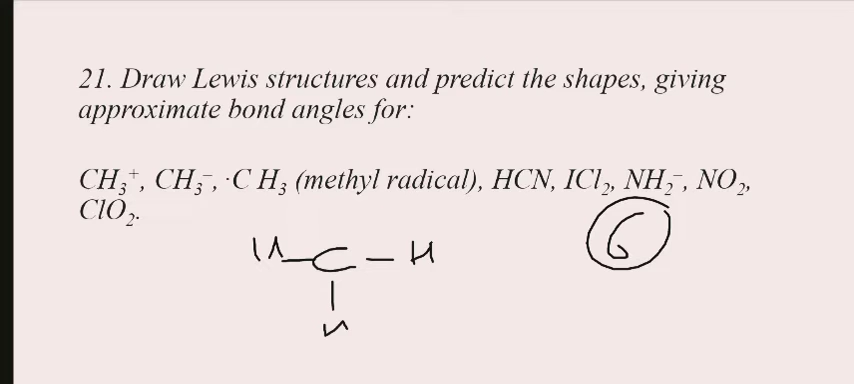 21. Draw Lewis structures and predict the shapes, giving
approximate bond angles for:
CH₃⁺, CH₃⁻, ·C H₃ (methyl radical), HCN, ICl₂, NH₂⁻, NO₂,
ClO₂.
6
H—C—H
|
H